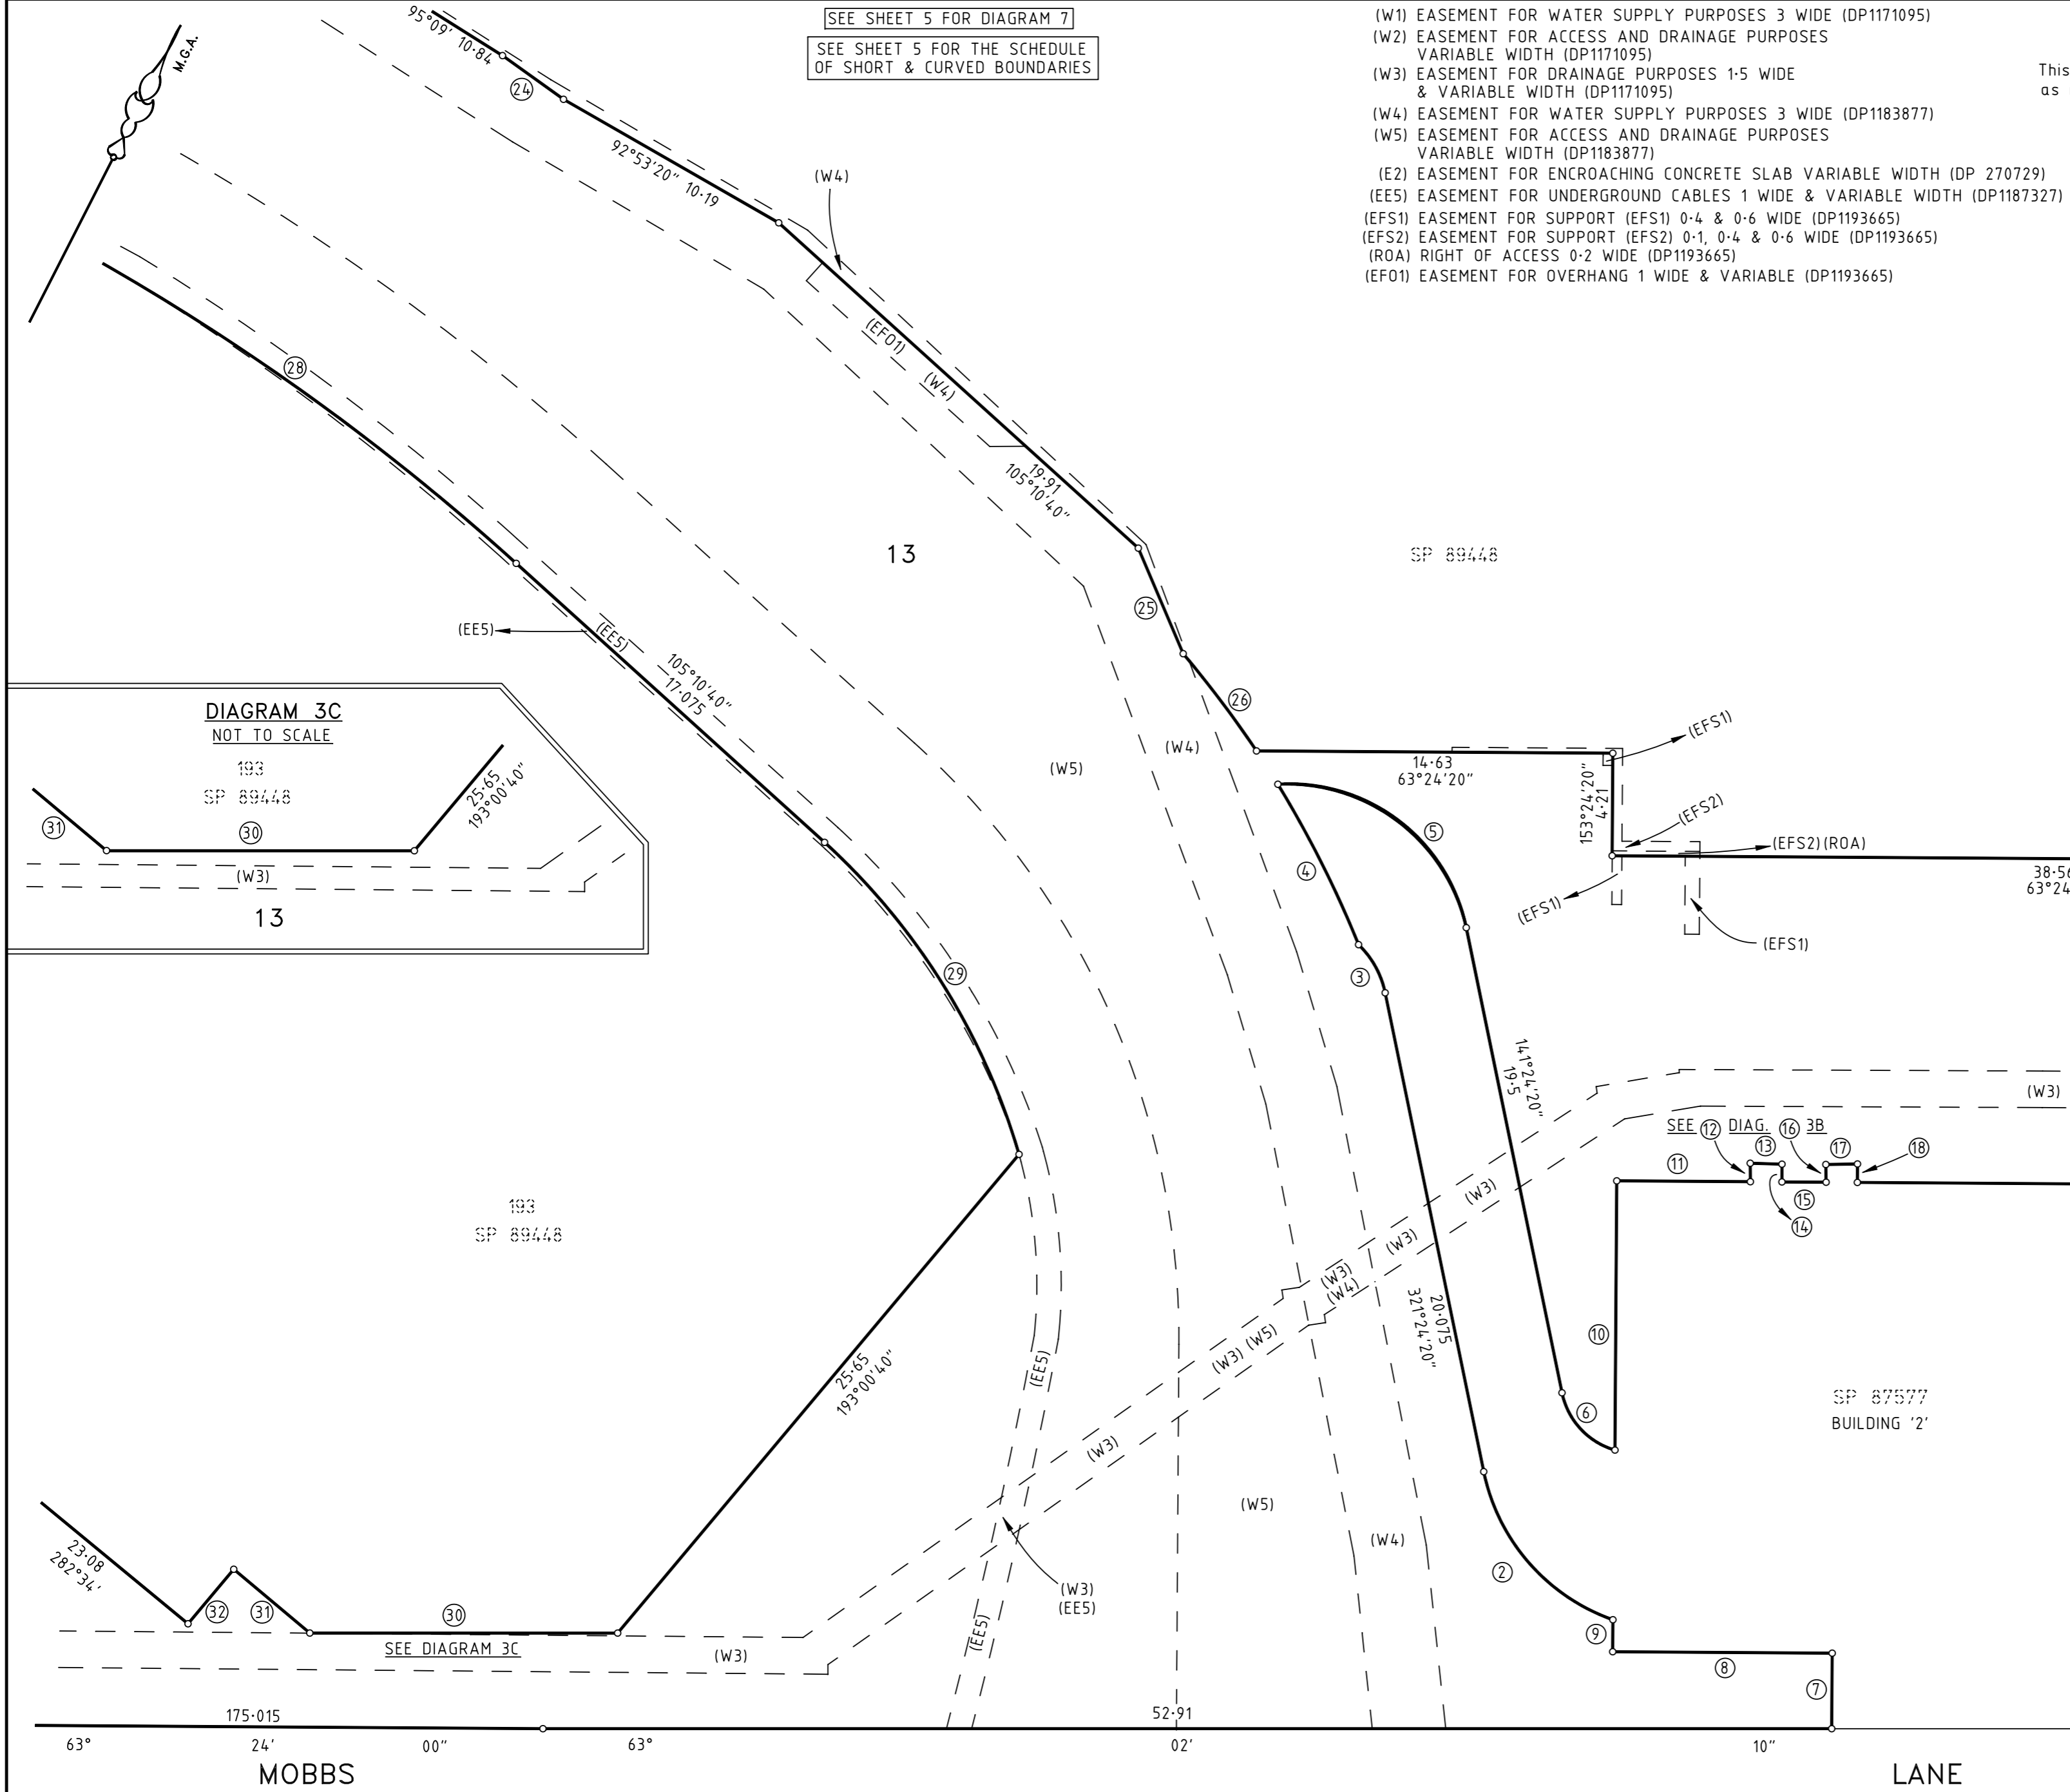 SEE SHEET 5 FOR DIAGRAM 7
SEE SHEET 5 FOR THE SCHEDULE
OF SHORT & CURVED BOUNDARIES
(W1) EASEMENT FOR WATER SUPPLY PURPOSES 3 WIDE (DP1171095)
(W2) EASEMENT FOR ACCESS AND DRAINAGE PURPOSES
VARIABLE WIDTH (DP1171095)
(W3) EASEMENT FOR DRAINAGE PURPOSES 1·5 WIDE
& VARIABLE WIDTH (DP1171095)
(W4) EASEMENT FOR WATER SUPPLY PURPOSES 3 WIDE (DP1183877)
(W5) EASEMENT FOR ACCESS AND DRAINAGE PURPOSES
VARIABLE WIDTH (DP1183877)
(E2) EASEMENT FOR ENCROACHING CONCRETE SLAB VARIABLE WIDTH (DP 270729)
(EE5) EASEMENT FOR UNDERGROUND CABLES 1 WIDE & VARIABLE WIDTH (DP1187327)
(EFS1) EASEMENT FOR SUPPORT (EFS1) 0·4 & 0·6 WIDE (DP1193665)
(EFS2) EASEMENT FOR SUPPORT (EFS2) 0·1, 0·4 & 0·6 WIDE (DP1193665)
(ROA) RIGHT OF ACCESS 0·2 WIDE (DP1193665)
(EFO1) EASEMENT FOR OVERHANG 1 WIDE & VARIABLE (DP1193665)
This
as
M.G.A.
95°09' 10·84
24
92°53'20" 10·19
(W4)
(EFO1)
(W4)
19·91
105°10'40"
28
13
SP 89448
25
(EE5)
(EE5)
105°10'40"
17·075
26
(W4)
(W5)
14·63
63°24'20"
(EFS1)
153°24'20"
4·21
(EFS2)
(EFS2)(ROA)
38·56
63°24
(EFS1)
(EFS1)
DIAGRAM 3C
NOT TO SCALE
193
SP 89448
25·65
193°00'40"
31
30
(W3)
13
5
4
3
29
141°24'20"
19·5
(W3)
SEE 12 DIAG. 16 3B
13
17
18
11
15
14
(W3)
(W3)
(W3)
(W4)
193
SP 89448
20·075
321°24'20"
10
(W3) (W5)
(EE5)
25·65
193°00'40"
SP 87577
BUILDING '2'
6
(W3)
(W5)
(W4)
2
23·08
282°34'
32
31
30
SEE DIAGRAM 3C
(W3)
(W3)
(EE5)
(EE5)
9
8
7
175·015
52·91
63° 24' 00" 63° 02' 10"
MOBBS LANE